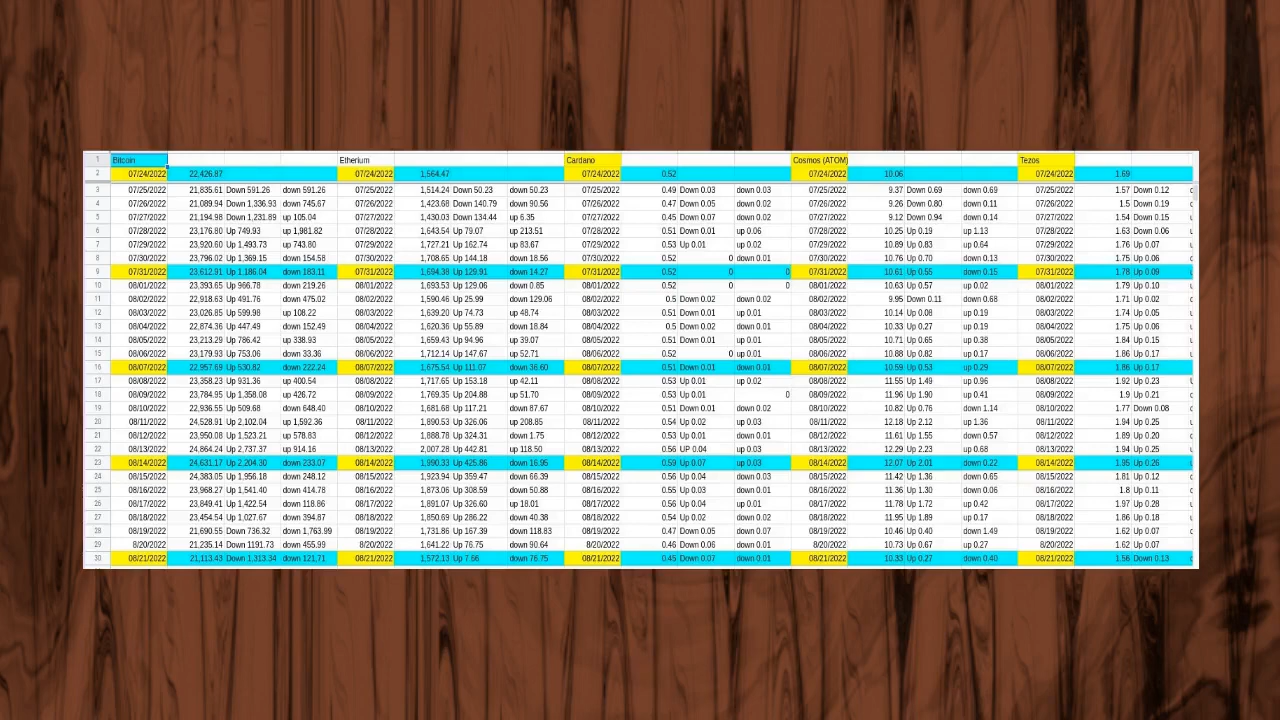 1 Bitcoin Etherium Cardano Cosmos (ATOM) Tezos
2 07/24/2022 22,426.87 07/24/2022 1,564.47 07/24/2022 0.52 07/24/2022 10.06 07/24/2022 1.69
3 07/25/2022 21,835.61 Down 591.26 down 591.26 07/25/2022 1,514.24 Down 50.23 down 50.23 07/25/2022 0.49 Down 0.03 down 0.03 07/25/2022 9.37 Down 0.69 down 0.69 07/25/2022 1.57 Down 0.12
4 07/26/2022 21,089.94 Down 1,336.93 down 745.67 07/26/2022 1,423.68 Down 140.79 down 90.56 07/26/2022 0.47 Down 0.05 down 0.02 07/26/2022 9.26 Down 0.80 down 0.11 07/26/2022 1.5 Down 0.19
5 07/27/2022 21,194.98 Down 1,231.89 up 105.04 07/27/2022 1,430.03 Down 134.44 up 6.35 07/27/2022 0.45 Down 0.07 down 0.02 07/27/2022 9.12 Down 0.94 down 0.14 07/27/2022 1.54 Down 0.15
6 07/28/2022 23,176.80 Up 749.93 up 1,981.82 07/28/2022 1,643.54 Up 79.07 up 213.51 07/28/2022 0.51 Down 0.01 up 0.06 07/28/2022 10.25 Up 0.19 up 1.13 07/28/2022 1.63 Down 0.06
7 07/29/2022 23,920.60 Up 1,493.73 up 743.80 07/29/2022 1,727.21 Up 162.74 up 83.67 07/29/2022 0.53 Up 0.01 up 0.02 07/29/2022 10.89 Up 0.83 up 0.64 07/29/2022 1.76 Up 0.07
8 07/30/2022 23,796.02 Up 1,369.15 down 154.58 07/30/2022 1,708.65 Up 144.18 down 18.56 07/30/2022 0.52 0 down 0.01 07/30/2022 10.76 Up 0.70 down 0.13 07/30/2022 1.75 Up 0.06
9 07/31/2022 23,612.91 Up 1,186.04 down 183.11 07/31/2022 1,694.38 Up 129.91 down 14.27 07/31/2022 0.52 0 0 07/31/2022 10.61 Up 0.55 down 0.15 07/31/2022 1.78 Up 0.09
10 08/01/2022 23,393.65 Up 966.78 down 219.26 08/01/2022 1,693.53 Up 129.06 down 0.85 08/01/2022 0.52 0 0 08/01/2022 10.63 Up 0.57 up 0.02 08/01/2022 1.79 Up 0.10
11 08/02/2022 22,918.63 Up 491.76 down 475.02 08/02/2022 1,590.46 Up 25.99 down 129.06 08/02/2022 0.5 Down 0.02 down 0.02 08/02/2022 9.95 Down 0.11 down 0.68 08/02/2022 1.71 Up 0.02
12 08/03/2022 23,026.85 Up 599.98 up 108.22 08/03/2022 1,639.20 Up 74.73 up 48.74 08/03/2022 0.51 Down 0.01 up 0.01 08/03/2022 10.14 Up 0.08 up 0.19 08/03/2022 1.74 Up 0.05
13 08/04/2022 22,874.36 Up 447.49 down 152.49 08/04/2022 1,620.36 Up 55.89 down 18.84 08/04/2022 0.5 Down 0.02 down 0.01 08/04/2022 10.33 Up 0.27 up 0.19 08/04/2022 1.75 Up 0.06
14 08/05/2022 23,213.29 Up 786.42 up 338.93 08/05/2022 1,659.43 Up 94.96 up 39.07 08/05/2022 0.51 Down 0.01 up 0.01 08/05/2022 10.71 Up 0.65 up 0.38 08/05/2022 1.84 Up 0.15
15 08/06/2022 23,179.93 Up 753.06 down 33.36 08/06/2022 1,712.14 Up 147.67 up 52.71 08/06/2022 0.52 0 up 0.01 08/06/2022 10.88 Up 0.82 up 0.17 08/06/2022 1.86 Up 0.17
16 08/07/2022 22,957.69 Up 530.82 down 222.24 08/07/2022 1,675.54 Up 111.07 down 36.60 08/07/2022 0.51 Down 0.01 down 0.01 08/07/2022 10.59 Up 0.53 up 0.29 08/07/2022 1.86 Up 0.17
17 08/08/2022 23,358.23 Up 931.36 up 400.54 08/08/2022 1,717.65 Up 153.18 up 42.11 08/08/2022 0.53 Up 0.01 up 0.02 08/08/2022 11.55 Up 1.49 up 0.96 08/08/2022 1.92 Up 0.23
18 08/09/2022 23,784.95 Up 1,358.08 up 426.72 08/09/2022 1,769.35 Up 204.88 up 51.70 08/09/2022 0.53 Up 0.01 0 08/09/2022 11.96 Up 1.90 up 0.41 08/09/2022 1.9 Up 0.21
19 08/10/2022 22,936.55 Up 509.68 down 648.40 08/10/2022 1,681.68 Up 117.21 down 87.67 08/10/2022 0.51 Down 0.01 down 0.02 08/10/2022 10.82 Up 0.76 down 1.14 08/10/2022 1.77 Down 0.08
20 08/11/2022 24,528.91 Up 2,102.04 up 1,592.36 08/11/2022 1,890.53 Up 326.06 up 208.85 08/11/2022 0.54 Up 0.02 up 0.03 08/11/2022 12.18 Up 2.12 up 1.36 08/11/2022 1.94 Up 0.25
21 08/12/2022 23,950.08 Up 1,523.21 up 578.83 08/12/2022 1,888.78 Up 324.31 down 1.75 08/12/2022 0.53 Up 0.01 down 0.01 08/12/2022 11.61 Up 1.55 down 0.57 08/12/2022 1.89 Up 0.20
22 08/13/2022 24,864.24 Up 2,737.37 up 914.16 08/13/2022 2,007.28 Up 442.81 up 118.50 08/13/2022 0.56 UP 0.04 up 0.03 08/13/2022 12.29 Up 2.23 up 0.68 08/13/2022 1.94 Up 0.25
23 08/14/2022 24,631.17 Up 2,204.30 down 233.07 08/14/2022 1,990.33 Up 425.86 down 16.95 08/14/2022 0.59 Up 0.07 up 0.03 08/14/2022 12.07 Up 2.01 down 0.22 08/14/2022 1.95 Up 0.26
24 08/15/2022 24,383.05 Up 1,956.18 down 248.12 08/15/2022 1,923.94 Up 359.47 down 66.39 08/15/2022 0.56 Up 0.04 down 0.03 08/15/2022 11.42 Up 1.36 down 0.65 08/15/2022 1.81 Up 0.12
25 08/16/2022 23,968.27 Up 1,541.40 down 414.78 08/16/2022 1,873.06 Up 308.59 down 50.88 08/16/2022 0.55 Up 0.03 down 0.01 08/16/2022 11.36 Up 1.30 down 0.06 08/16/2022 1.8 Up 0.11
26 08/17/2022 23,849.41 Up 1,422.54 down 118.86 08/17/2022 1,891.07 Up 326.60 up 18.01 08/17/2022 0.56 Up 0.04 up 0.01 08/17/2022 11.78 Up 1.72 up 0.42 08/17/2022 1.97 Up 0.28
27 08/18/2022 23,454.54 Up 1,027.67 down 394.87 08/18/2022 1,850.69 Up 286.22 down 40.38 08/18/2022 0.54 Up 0.02 down 0.02 08/18/2022 11.95 Up 1.89 up 0.17 08/18/2022 1.86 Up 0.18
28 08/19/2022 21,690.55 Down 736.32 down 1,763.99 08/19/2022 1,731.86 Up 167.39 down 118.83 08/19/2022 0.47 Down 0.05 down 0.07 08/19/2022 10.46 Up 0.40 down 1.49 08/19/2022 1.62 Up 0.07
29 8/20/2022 21,235.14 Down 1191.73 down 455.99 8/20/2022 1,641.22 Up 76.75 down 90.64 8/20/2022 0.46 Down 0.06 down 0.01 8/20/2022 10.73 Up 0.67 up 0.27 8/20/2022 1.62 Up 0.07
30 08/21/2022 21,113.43 Down 1,313.34 down 121,71 08/21/2022 1,572.13 Up 7.66 down 76.75 08/21/2022 0.45 Down 0.07 down 0.01 08/21/2022 10.33 Up 0.27 down 0.40 08/21/2022 1.56 Down 0.13